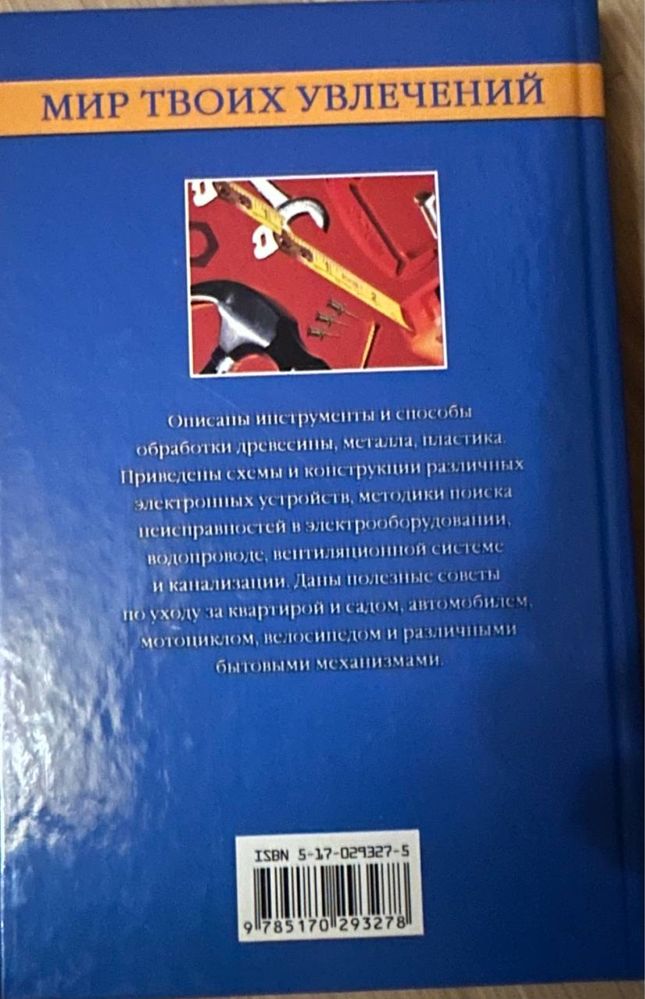 МИР ТВОИХ УВЛЕЧЕНИЙ
Описаны инструменты и способы
обработки древесины, металла, пластика.
Приведены схемы и конструкции различных
электронных устройств, методики поиска
неисправностей в электрооборудовании,
водопроводе, вентиляционной системе
и канализации. Даны полезные советы
по уходу за квартирой и садом, автомобилем,
мотоциклом, велосипедом и различными
бытовыми механизмами.
ISBN 5-17-029327-5
9 785170 293278